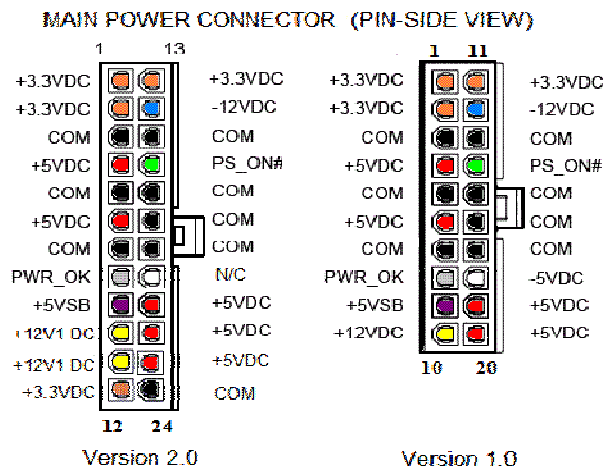 MAIN POWER CONNECTOR (PIN-SIDE VIEW)
1 13
+3.3VDC +3.3VDC
+3.3VDC -12VDC
COM COM
+5VDC PS_ON#
COM COM
+5VDC COM
COM COM
PWR_OK N/C
+5VSB +5VDC
+12V1 DC +5VDC
+12V1 DC +5VDC
+3.3VDC COM
12 24
Version 2.0
1 11
+3.3VDC +3.3VDC
+3.3VDC -12VDC
COM COM
+5VDC PS_ON#
COM COM
+5VDC COM
COM COM
PWR_OK -5VDC
+5VSB +5VDC
+12VDC +5VDC
10 20
Version 1.0